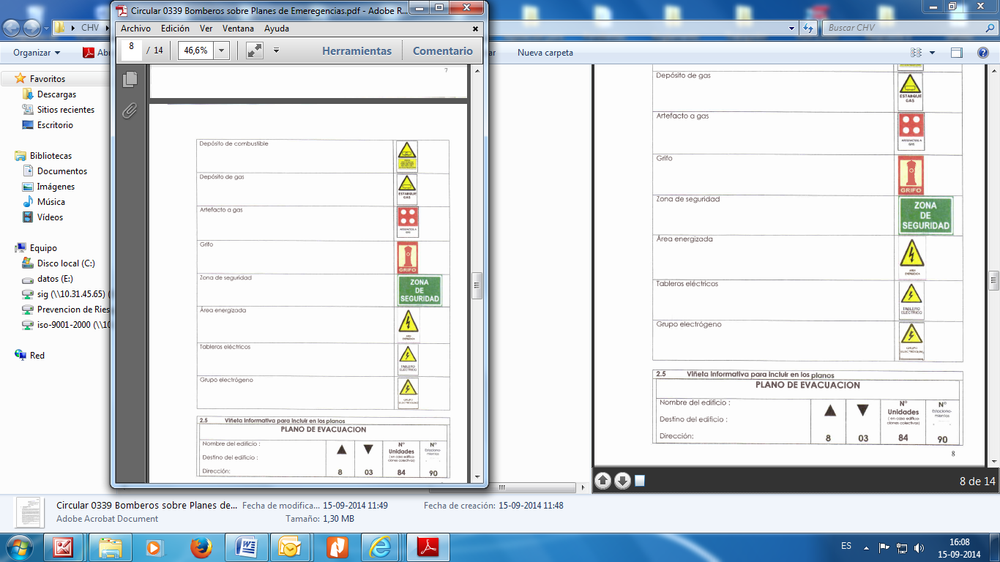 Circular 0339 Bomberos sobre Planes de Emeregencias.pdf - Adobe R...
Archivo Edición Ver Ventana Ayuda
8 / 14 46,6% Herramientas Comentario
7
Depósito de combustible
Depósito de gas
ESTANQUE GAS
Artefacto a gas
ARTEFACTOS A GAS
Grifo
GRIFO
Zona de seguridad
ZONA
DE
SEGURIDAD
Área energizada
AREA ENERGIZADA
Tableros eléctricos
TABLERO ELECTRICO
Grupo electrógeno
GRUPO ELECTROGENO
2.5 Viñeta informativa para incluir en los planos
PLANO DE EVACUACION
Nombre del edificio :
Destino del edificio :
Dirección:
▲ 8
▼ 03
N° Unidades
( en caso edifica-
ciones colectivas)
84
N°
Estaciona-
mientos
90
CHV
Buscar CHV
Organizar
Abr
ar
Nueva carpeta
Favoritos
Descargas
Sitios recientes
Escritorio
Bibliotecas
Documentos
Imágenes
Música
Vídeos
Equipo
Disco local (C:)
datos (E:)
sig (\\10.31.45.65) (
Prevencion de Ries
iso-9001-2000 (\\10
Red
Depósito de gas
ESTANQUE
GAS
Artefacto a gas
ARTEFACTOS A
GAS
Grifo
GRIFO
Zona de seguridad
ZONA
DE
SEGURIDAD
Área energizada
AREA
ENERGIZADA
Tableros eléctricos
TABLERO
ELECTRICO
Grupo electrógeno
GRUPO
ELECTROGENO
2.5 Viñeta informativa para incluir en los planos
PLANO DE EVACUACION
Nombre del edificio :
Destino del edificio :
Dirección:
▲ 8
▼ 03
N°
Unidades
( en caso edifica-
ciones colectivas)
84
N°
Estaciona-
mientos
90
8
8 de 14
Circular 0339 Bomberos sobre Planes de... Fecha de modifica... 15-09-2014 11:49 Fecha de creación: 15-09-2014 11:48
Adobe Acrobat Document Tamaño: 1,30 MB
ES
16:08
15-09-2014